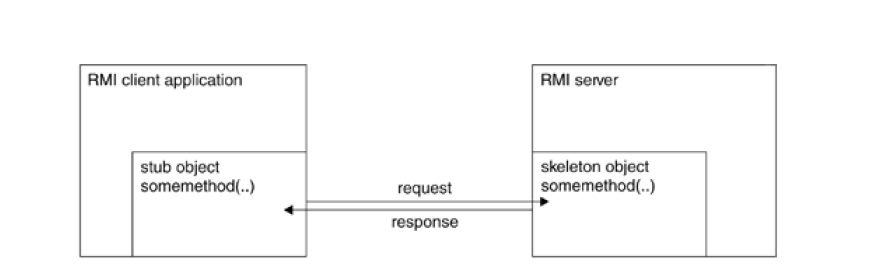 RMI client application
stub object
somemethod(..)
request
response
RMI server
skeleton object
somemethod(..)